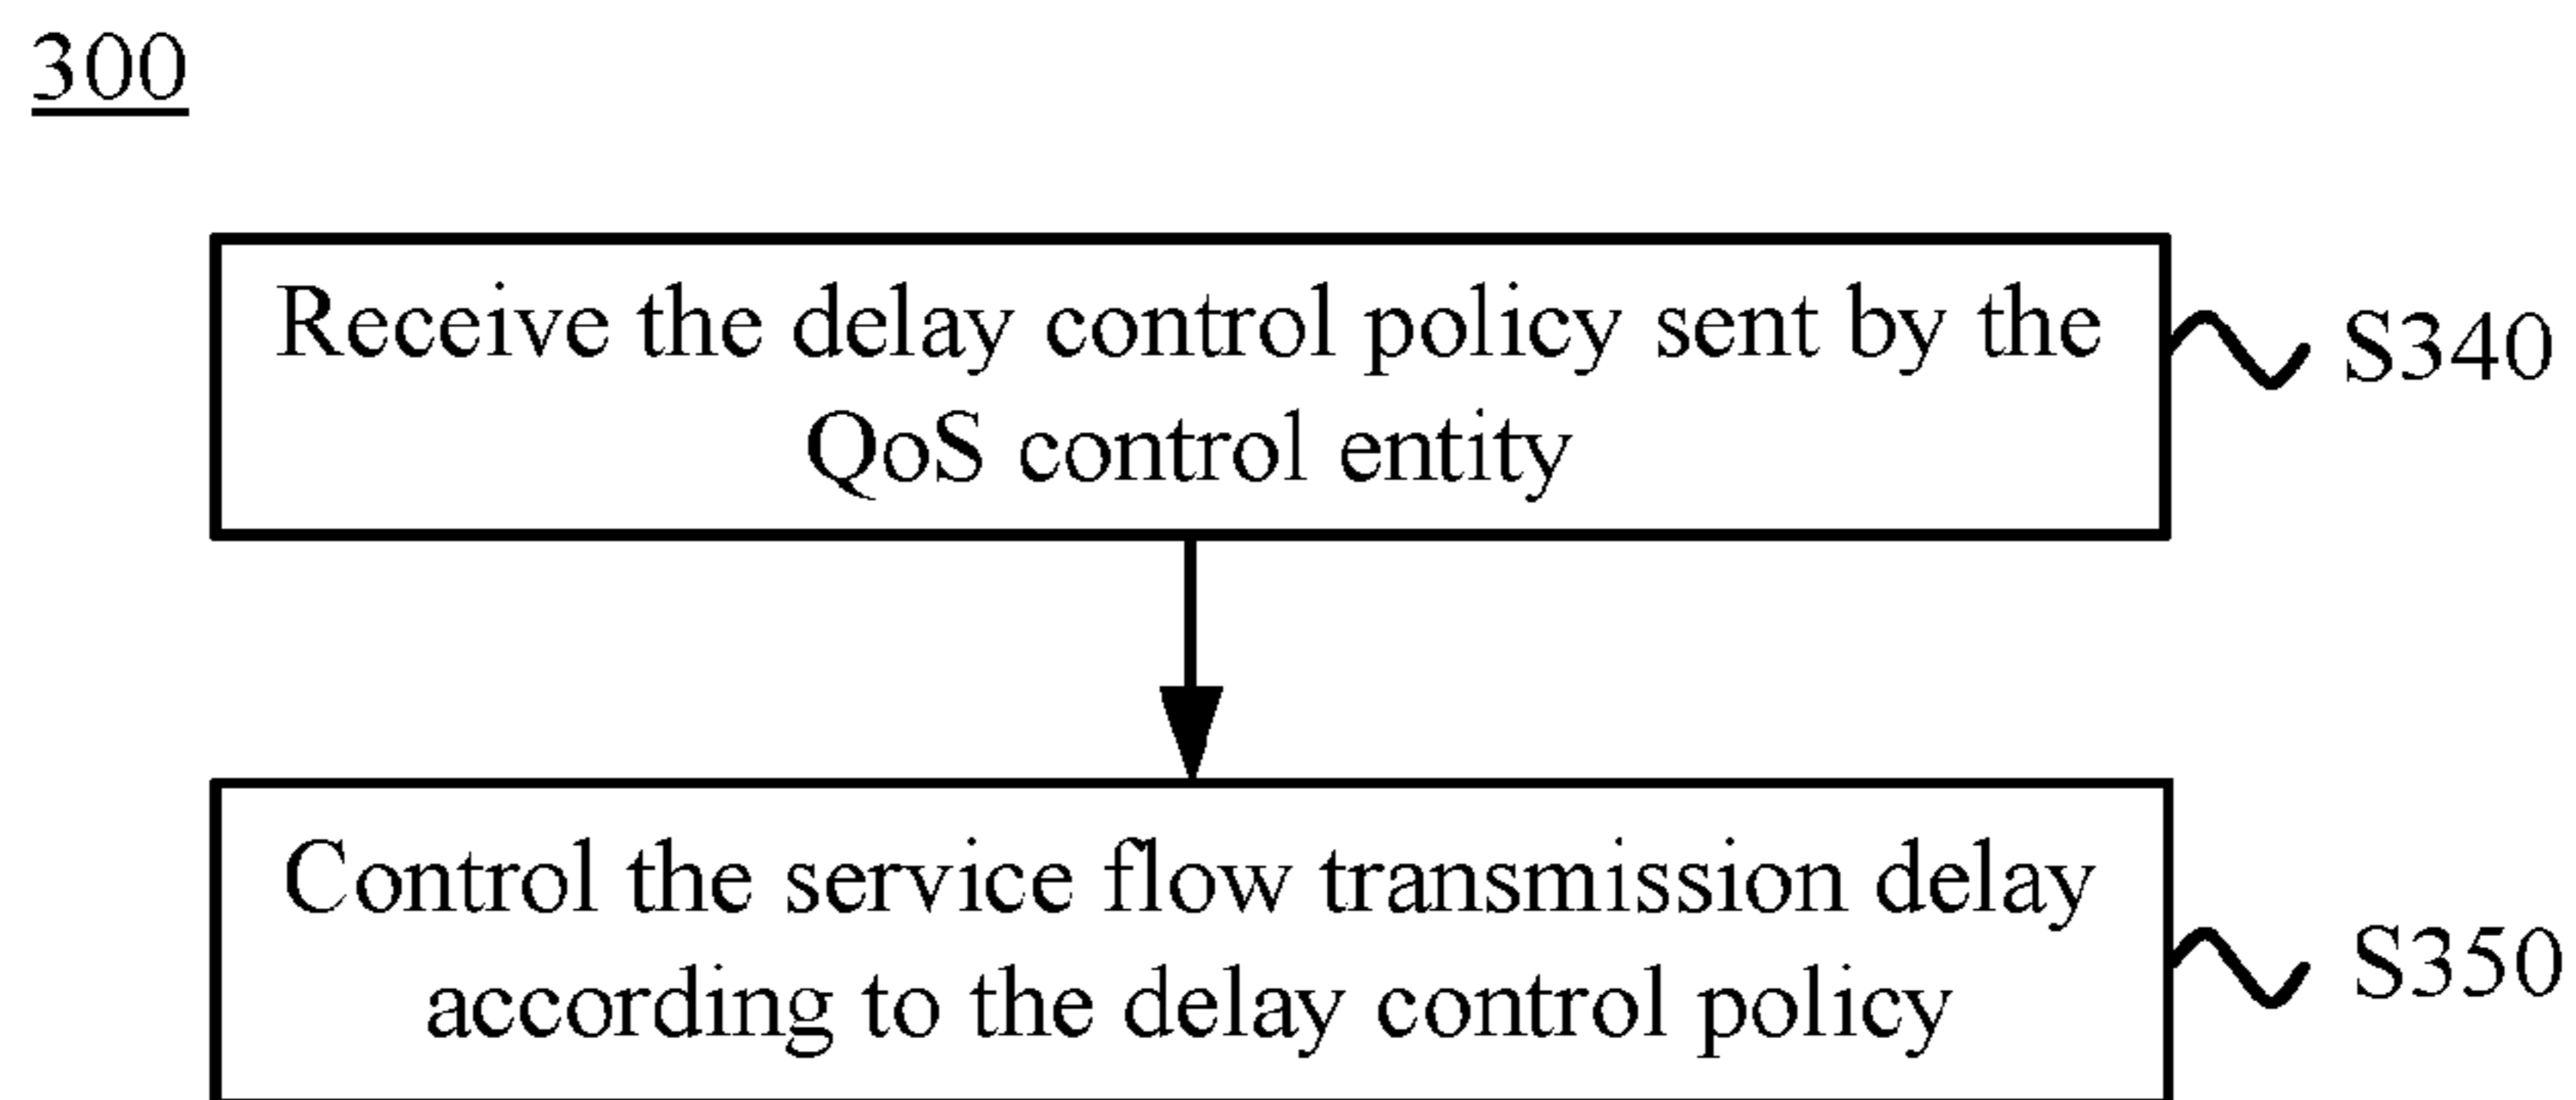 300
Receive the delay control policy sent by the
QoS control entity
S340
Control the service flow transmission delay
according to the delay control policy
S350